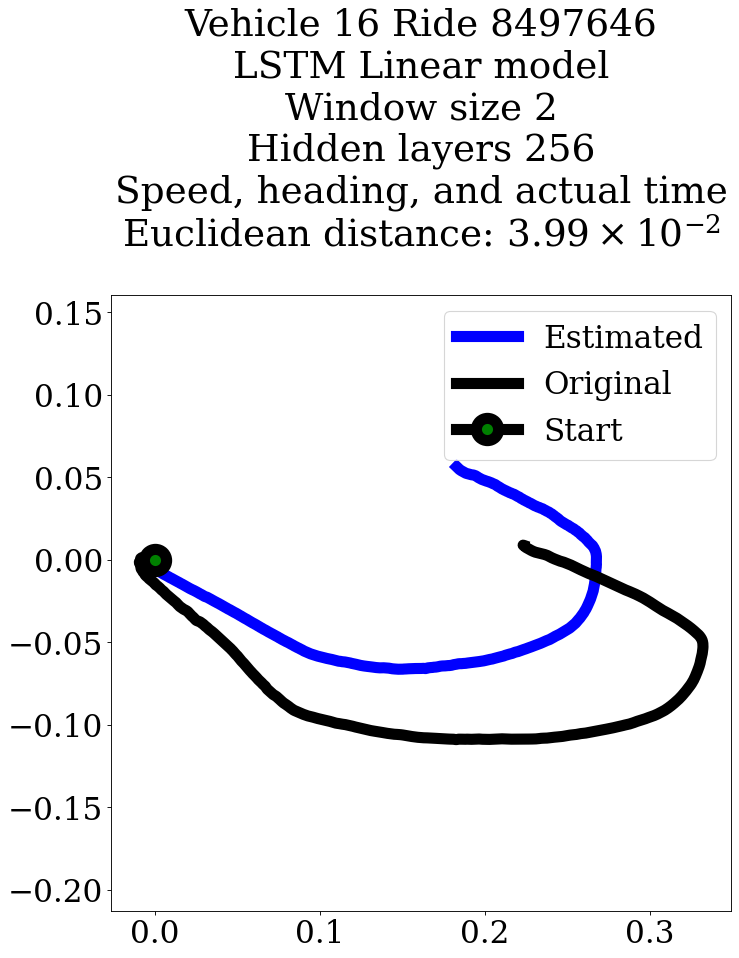 Vehicle 16 Ride 8497646
LSTM Linear model
Window size 2
Hidden layers 256
Speed, heading, and actual time
Euclidean distance: 3.99 × 10⁻²
0.15
0.10
0.05
0.00
−0.05
−0.10
−0.15
−0.20
Estimated
Original
Start
0.0 0.1 0.2 0.3